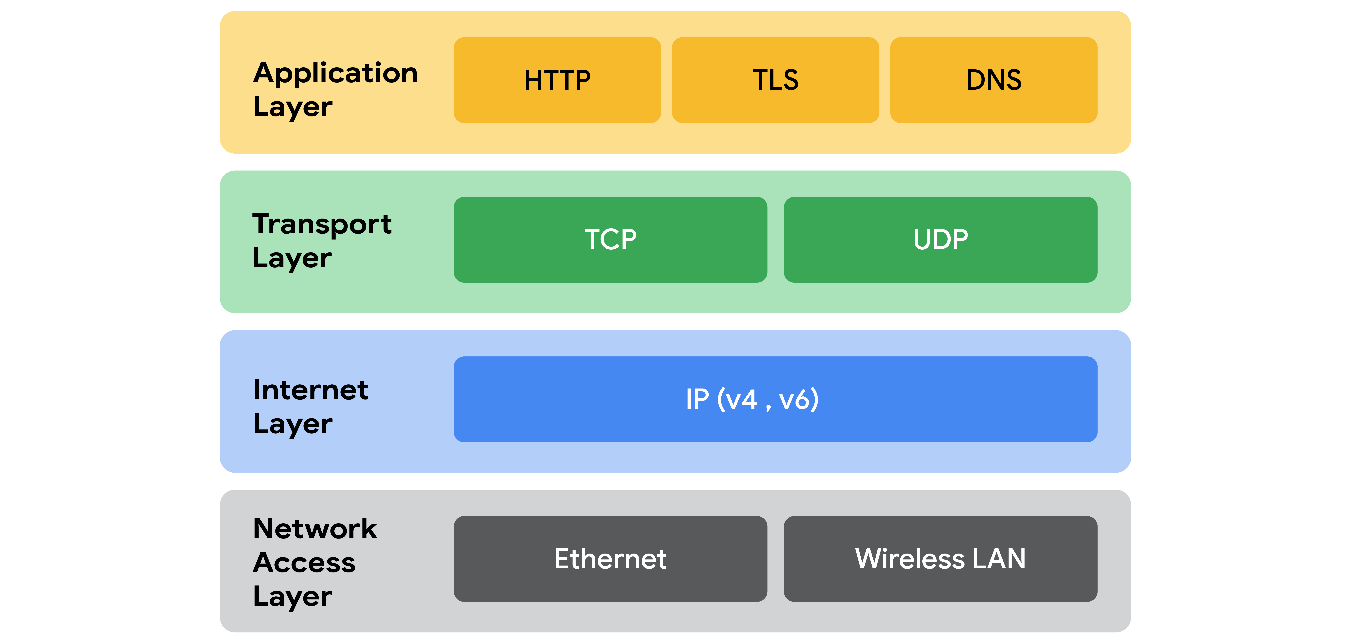 Application
Layer
HTTP
TLS
DNS
Transport
Layer
TCP
UDP
Internet
Layer
IP (v4 , v6)
Network
Access
Layer
Ethernet
Wireless LAN